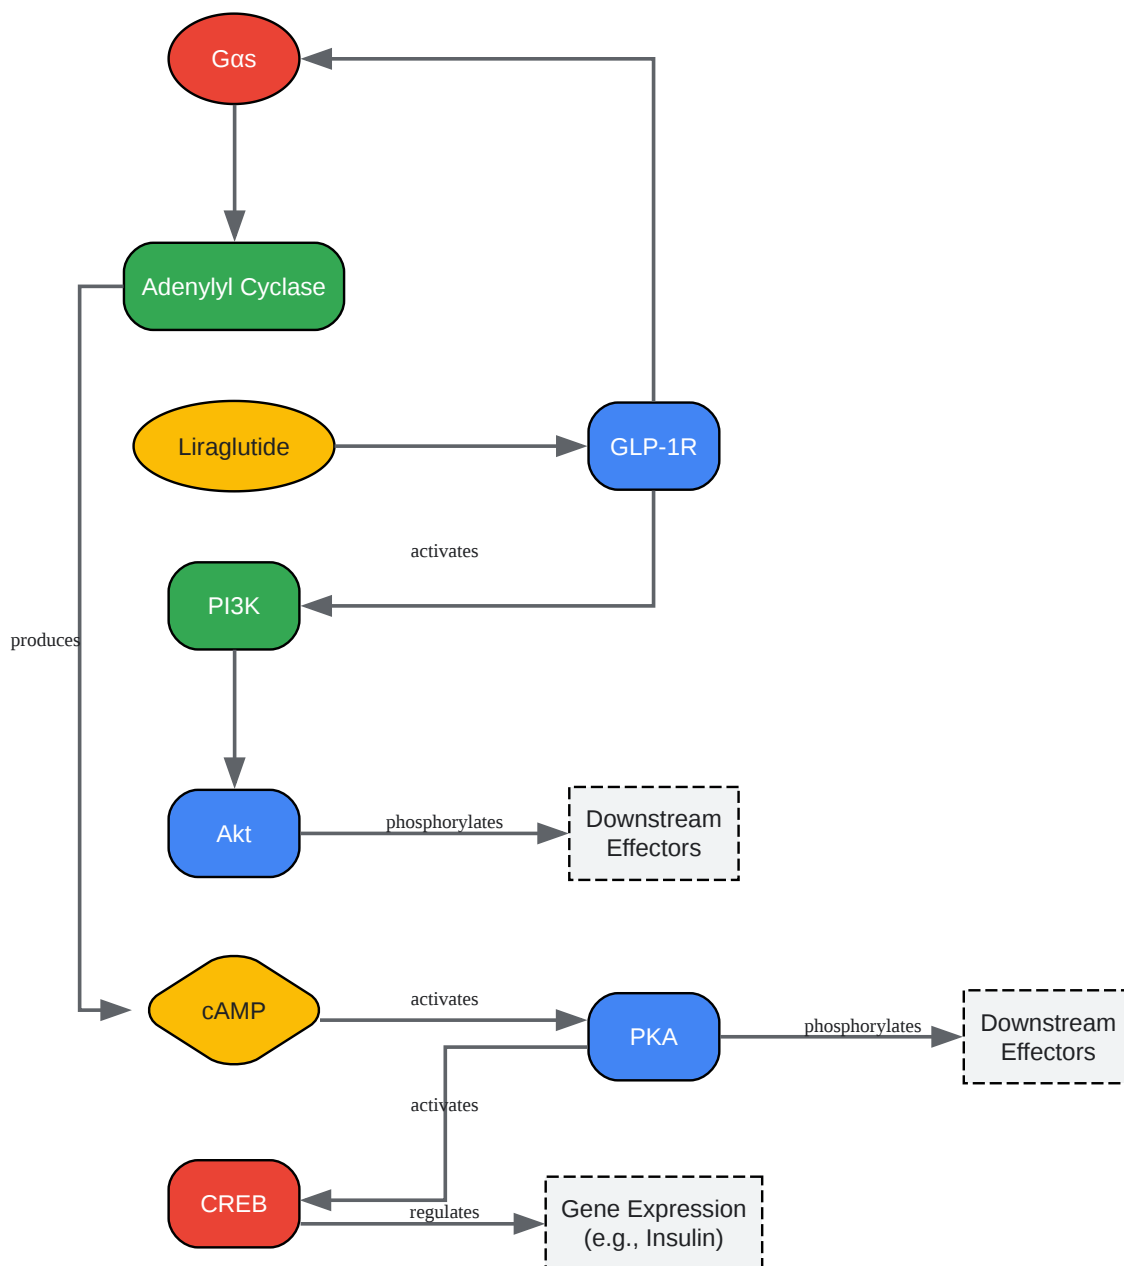 Gαs
Adenylyl Cyclase
Liraglutide
GLP-1R
activates
PI3K
produces
Akt
phosphorylates
Downstream
Effectors
cAMP
activates
PKA
phosphorylates
Downstream
Effectors
activates
CREB
regulates
Gene Expression
(e.g., Insulin)